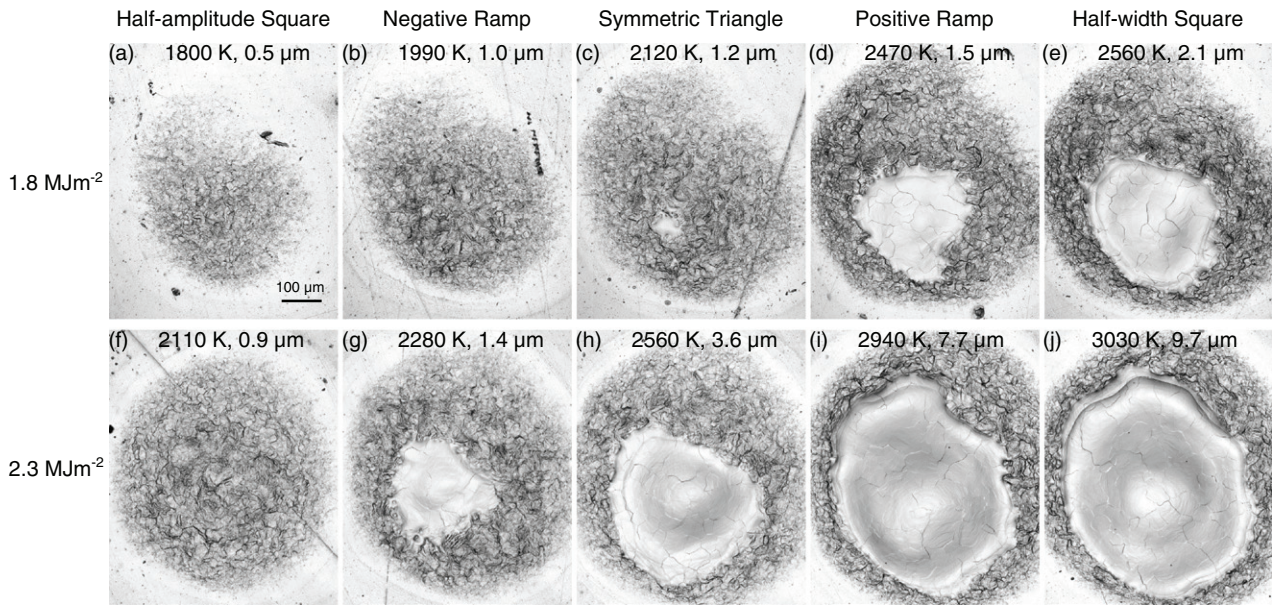 Half-amplitude Square Negative Ramp Symmetric Triangle Positive Ramp Half-width Square
(a) 1800 K, 0.5 µm (b) 1990 K, 1.0 µm (c) 2120 K, 1.2 µm (d) 2470 K, 1.5 µm (e) 2560 K, 2.1 µm
1.8 MJm⁻²
100 µm
(f) 2110 K, 0.9 µm (g) 2280 K, 1.4 µm (h) 2560 K, 3.6 µm (i) 2940 K, 7.7 µm (j) 3030 K, 9.7 µm
2.3 MJm⁻²